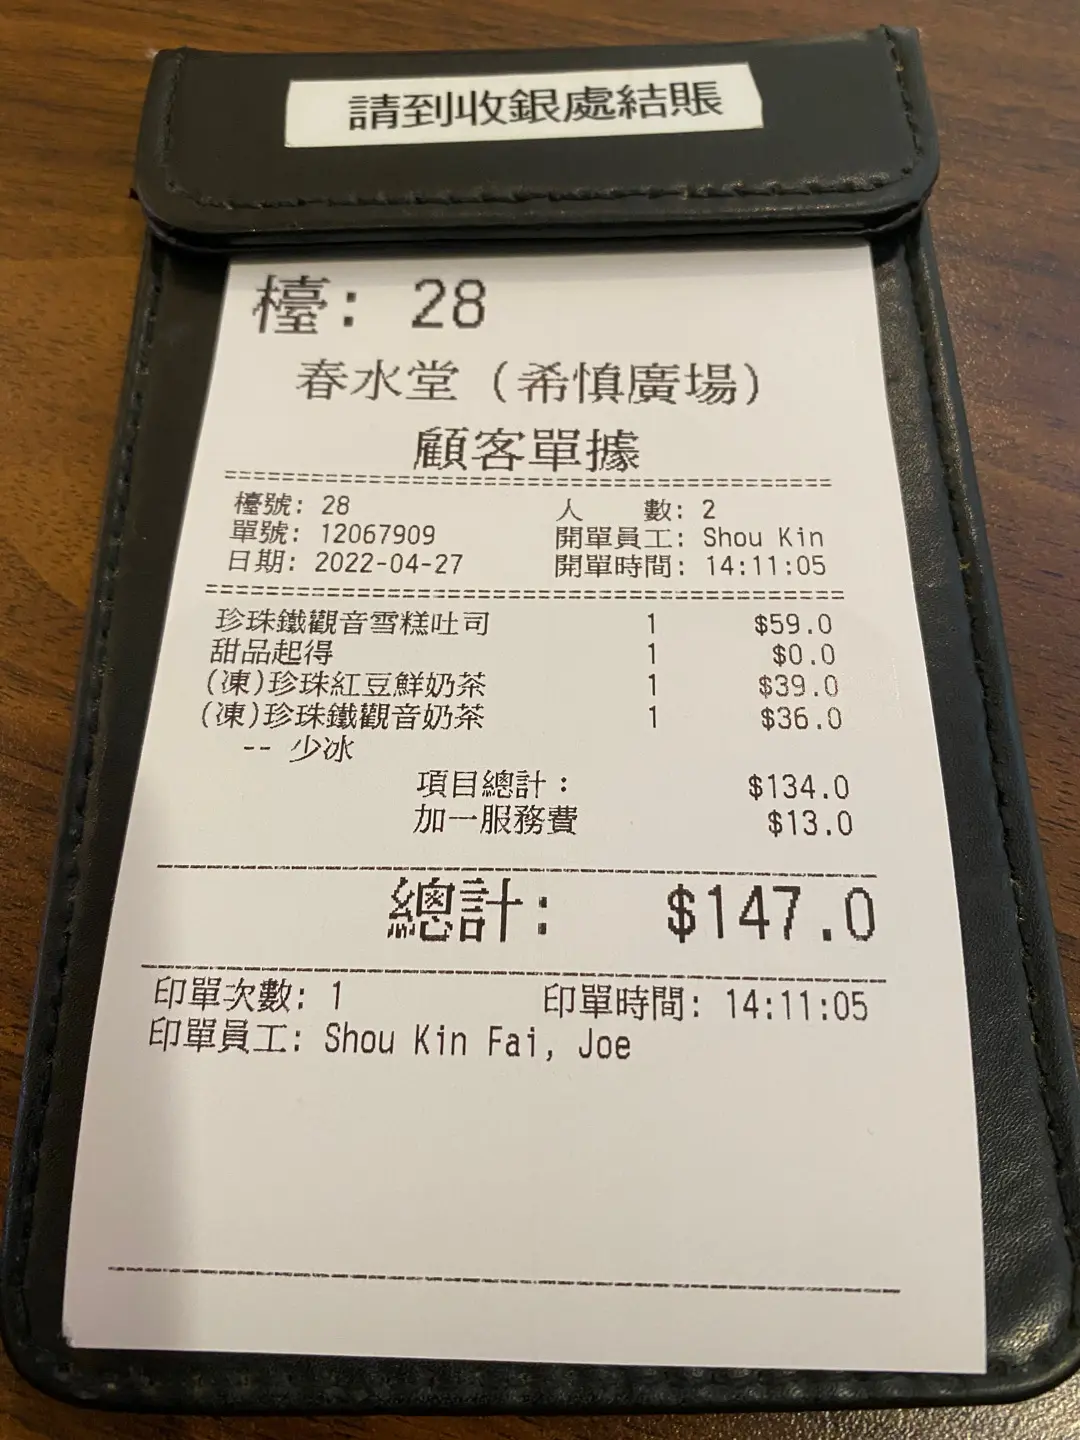 請到收銀處結賬
檯: 28
春水堂 (希慎廣場)
顧客單據
檯號: 28 人 數: 2
單號: 12067909 開單員工: Shou Kin
日期: 2022-04-27 開單時間: 14:11:05
珍珠鐵觀音雪糕吐司 1 $59.0
甜品起得 1 $0.0
(凍)珍珠紅豆鮮奶茶 1 $39.0
(凍)珍珠鐵觀音奶茶 1 $36.0
-- 少冰
項目總計: $134.0
加一服務費 $13.0
總計: $147.0
印單次數: 1 印單時間: 14:11:05
印單員工: Shou Kin Fai, Joe